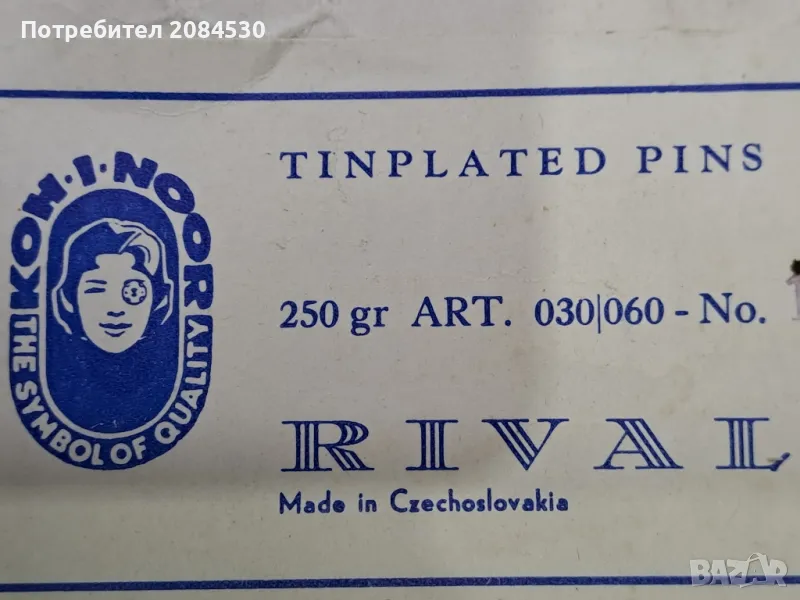 Потребител 2084530
KOH·I·NOOR
THE SYMBOL OF QUALITY
TINPLATED PINS
250 gr ART. 030|060 - No.
RIVAL
Made in Czechoslovakia
BAZAR